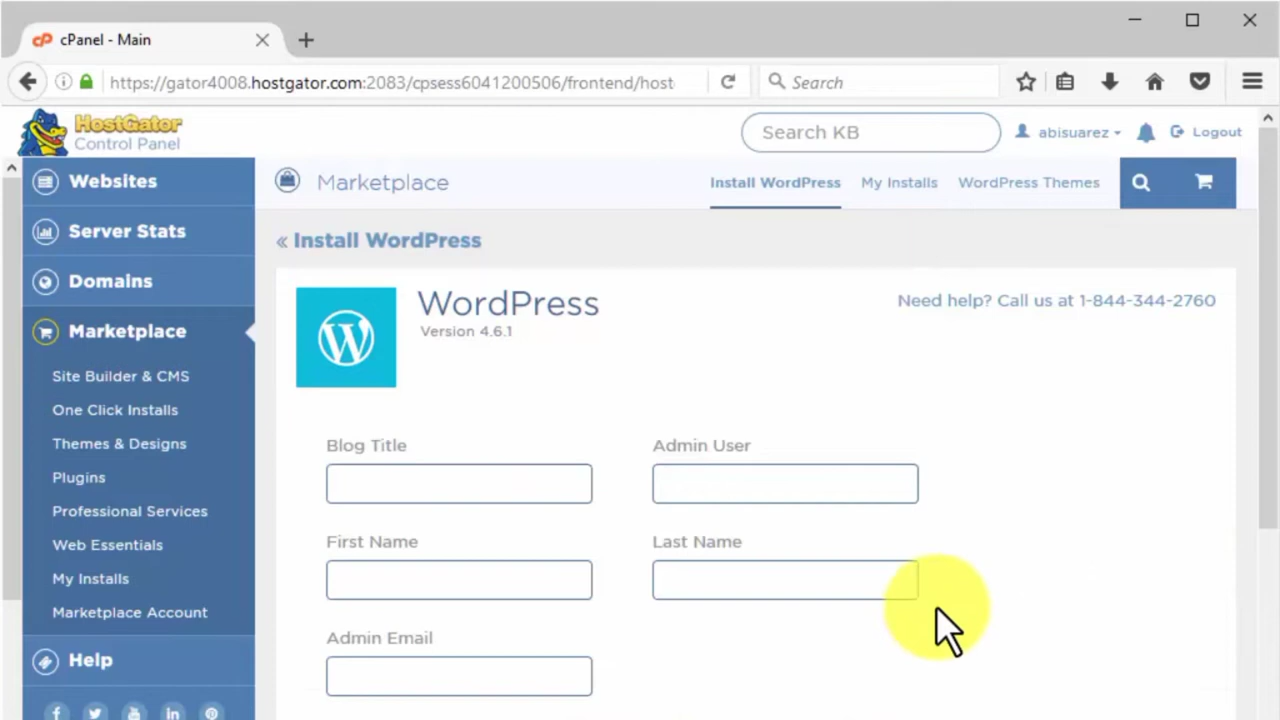 cPanel - Main
https://gator4008.hostgator.com:2083/cpsess6041200506/frontend/host
Search
HostGator
Control Panel
Search KB
abisuarez
Logout
Websites
Server Stats
Domains
Marketplace
Site Builder & CMS
One Click Installs
Themes & Designs
Plugins
Professional Services
Web Essentials
My Installs
Marketplace Account
Help
Marketplace
Install WordPress
My Installs
WordPress Themes
« Install WordPress
WordPress
Version 4.6.1
Need help? Call us at 1-844-344-2760
Blog Title
Admin User
First Name
Last Name
Admin Email